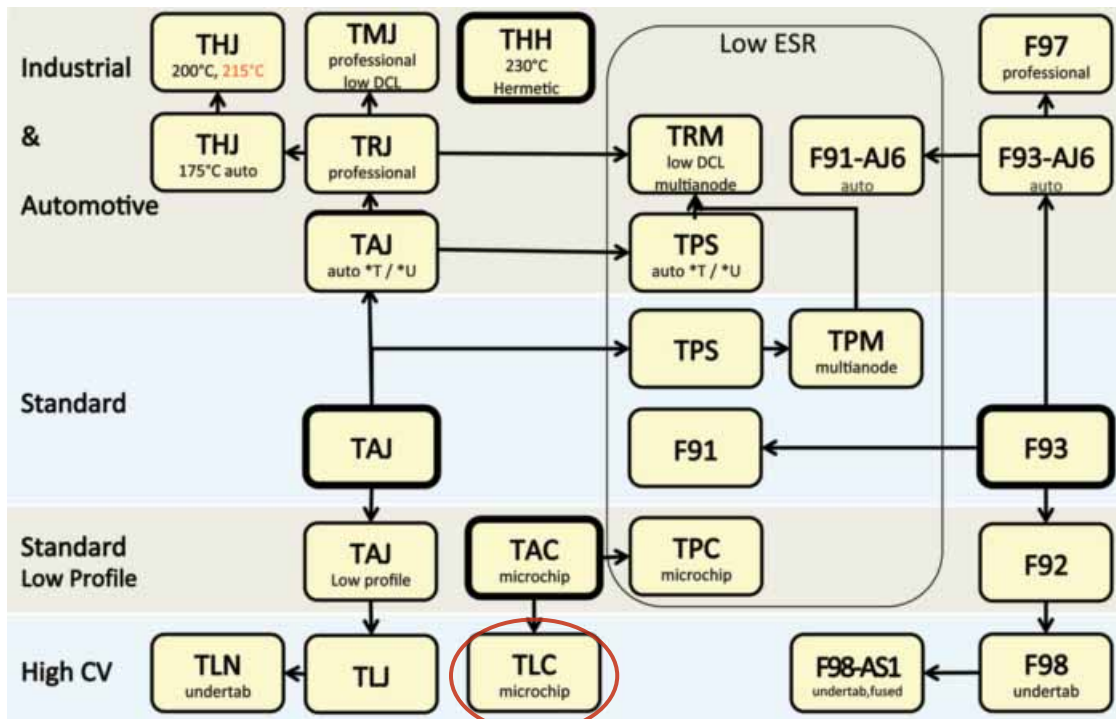 Industrial
&
Automotive
THJ
200°C, 215°C
TMJ
professional
low DCL
THH
230°C
Hermetic
Low ESR
F97
professional
THJ
175°C auto
TRJ
professional
TRM
low DCL
multianode
F91-AJ6
auto
F93-AJ6
auto
TAJ
auto *T / *U
TPS
auto *T / *U
Standard
TPS
TPM
multianode
TAJ
F91
F93
Standard
Low Profile
TAJ
Low profile
TAC
microchip
TPC
microchip
F92
High CV
TLN
undertab
TLJ
TLC
microchip
F98-AS1
undertab,fused
F98
undertab